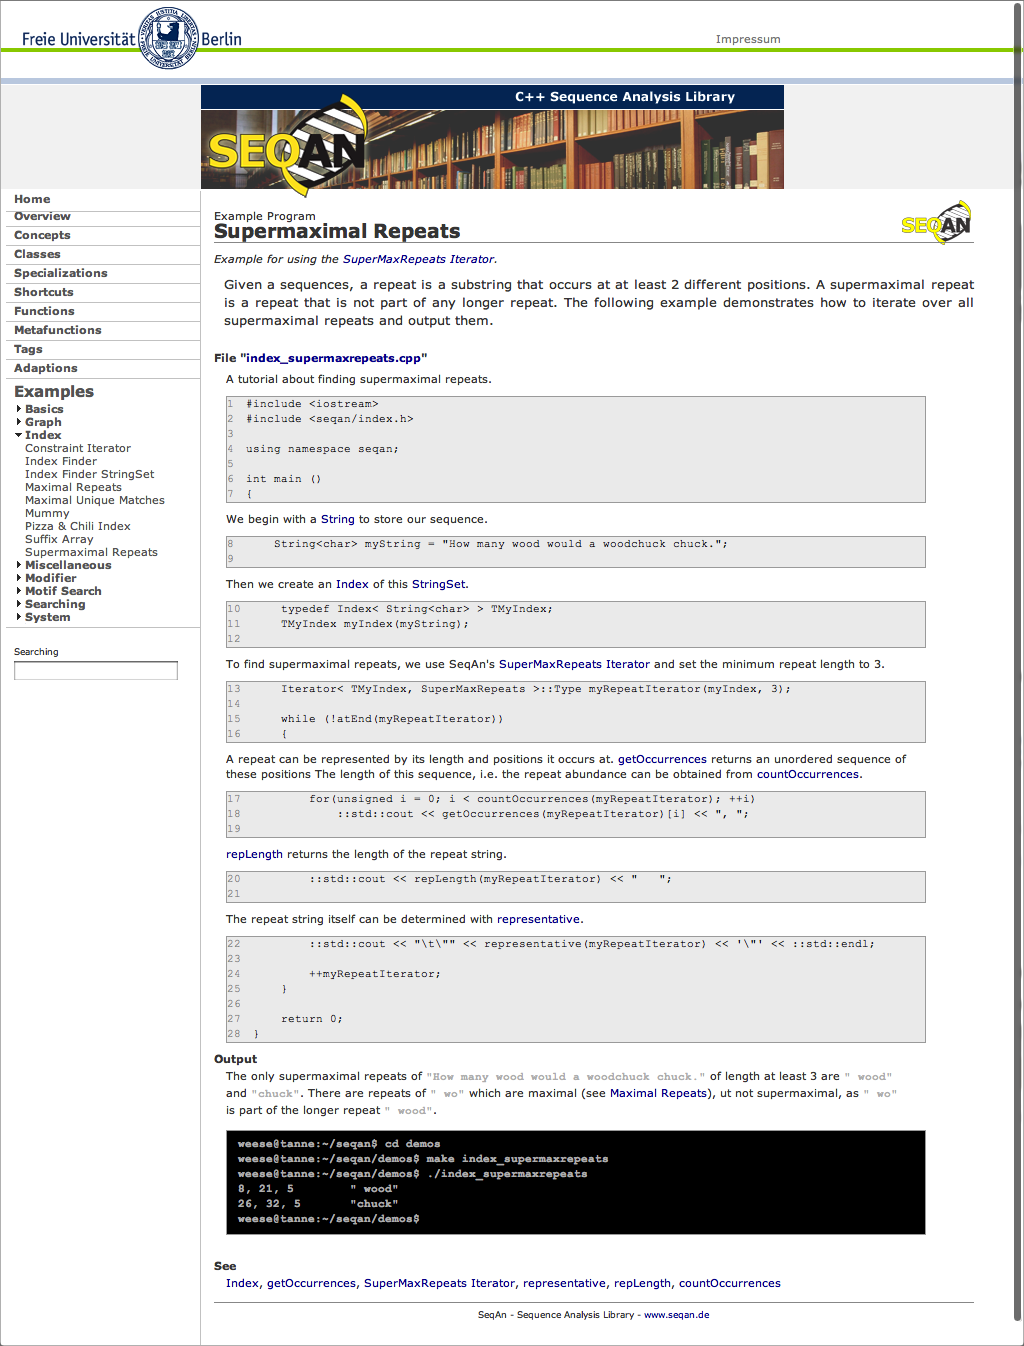 Freie Universität Berlin
Impressum
C++ Sequence Analysis Library
SEQAN
Home
Overview
Concepts
Classes
Specializations
Shortcuts
Functions
Metafunctions
Tags
Adaptions
Examples
Basics
Graph
Index
Constraint Iterator
Index Finder
Index Finder StringSet
Maximal Repeats
Maximal Unique Matches
Mummy
Pizza & Chili Index
Suffix Array
Supermaximal Repeats
Miscellaneous
Modifier
Motif Search
Searching
System
Searching
Example Program
Supermaximal Repeats
SEQAN
Example for using the SuperMaxRepeats Iterator.
Given a sequences, a repeat is a substring that occurs at at least 2 different positions. A supermaximal repeat
is a repeat that is not part of any longer repeat. The following example demonstrates how to iterate over all
supermaximal repeats and output them.
File "index_supermaxrepeats.cpp"
A tutorial about finding supermaximal repeats.
1 #include <iostream>
2 #include <seqan/index.h>
3
4 using namespace seqan;
5
6 int main ()
7 {
We begin with a String to store our sequence.
8 String<char> myString = "How many wood would a woodchuck chuck.";
9
Then we create an Index of this StringSet.
10 typedef Index< String<char> > TMyIndex;
11 TMyIndex myIndex(myString);
12
To find supermaximal repeats, we use SeqAn's SuperMaxRepeats Iterator and set the minimum repeat length to 3.
13 Iterator< TMyIndex, SuperMaxRepeats >::Type myRepeatIterator(myIndex, 3);
14
15 while (!atEnd(myRepeatIterator))
16 {
A repeat can be represented by its length and positions it occurs at. getOccurrences returns an unordered sequence of
these positions The length of this sequence, i.e. the repeat abundance can be obtained from countOccurrences.
17 for(unsigned i = 0; i < countOccurrences(myRepeatIterator); ++i)
18 ::std::cout << getOccurrences(myRepeatIterator)[i] << ", ";
19
repLength returns the length of the repeat string.
20 ::std::cout << repLength(myRepeatIterator) << "   ";
21
The repeat string itself can be determined with representative.
22 ::std::cout << "\t\"" << representative(myRepeatIterator) << '\"' << ::std::endl;
23
24 ++myRepeatIterator;
25 }
26
27 return 0;
28 }
Output
The only supermaximal repeats of "How many wood would a woodchuck chuck." of length at least 3 are " wood"
and "chuck". There are repeats of " wo" which are maximal (see Maximal Repeats), ut not supermaximal, as " wo"
is part of the longer repeat " wood".
weese@tanne:~/seqan$ cd demos
weese@tanne:~/seqan/demos$ make index_supermaxrepeats
weese@tanne:~/seqan/demos$ ./index_supermaxrepeats
8, 21, 5 " wood"
26, 32, 5 "chuck"
weese@tanne:~/seqan/demos$
See
Index, getOccurrences, SuperMaxRepeats Iterator, representative, repLength, countOccurrences
SeqAn - Sequence Analysis Library - www.seqan.de